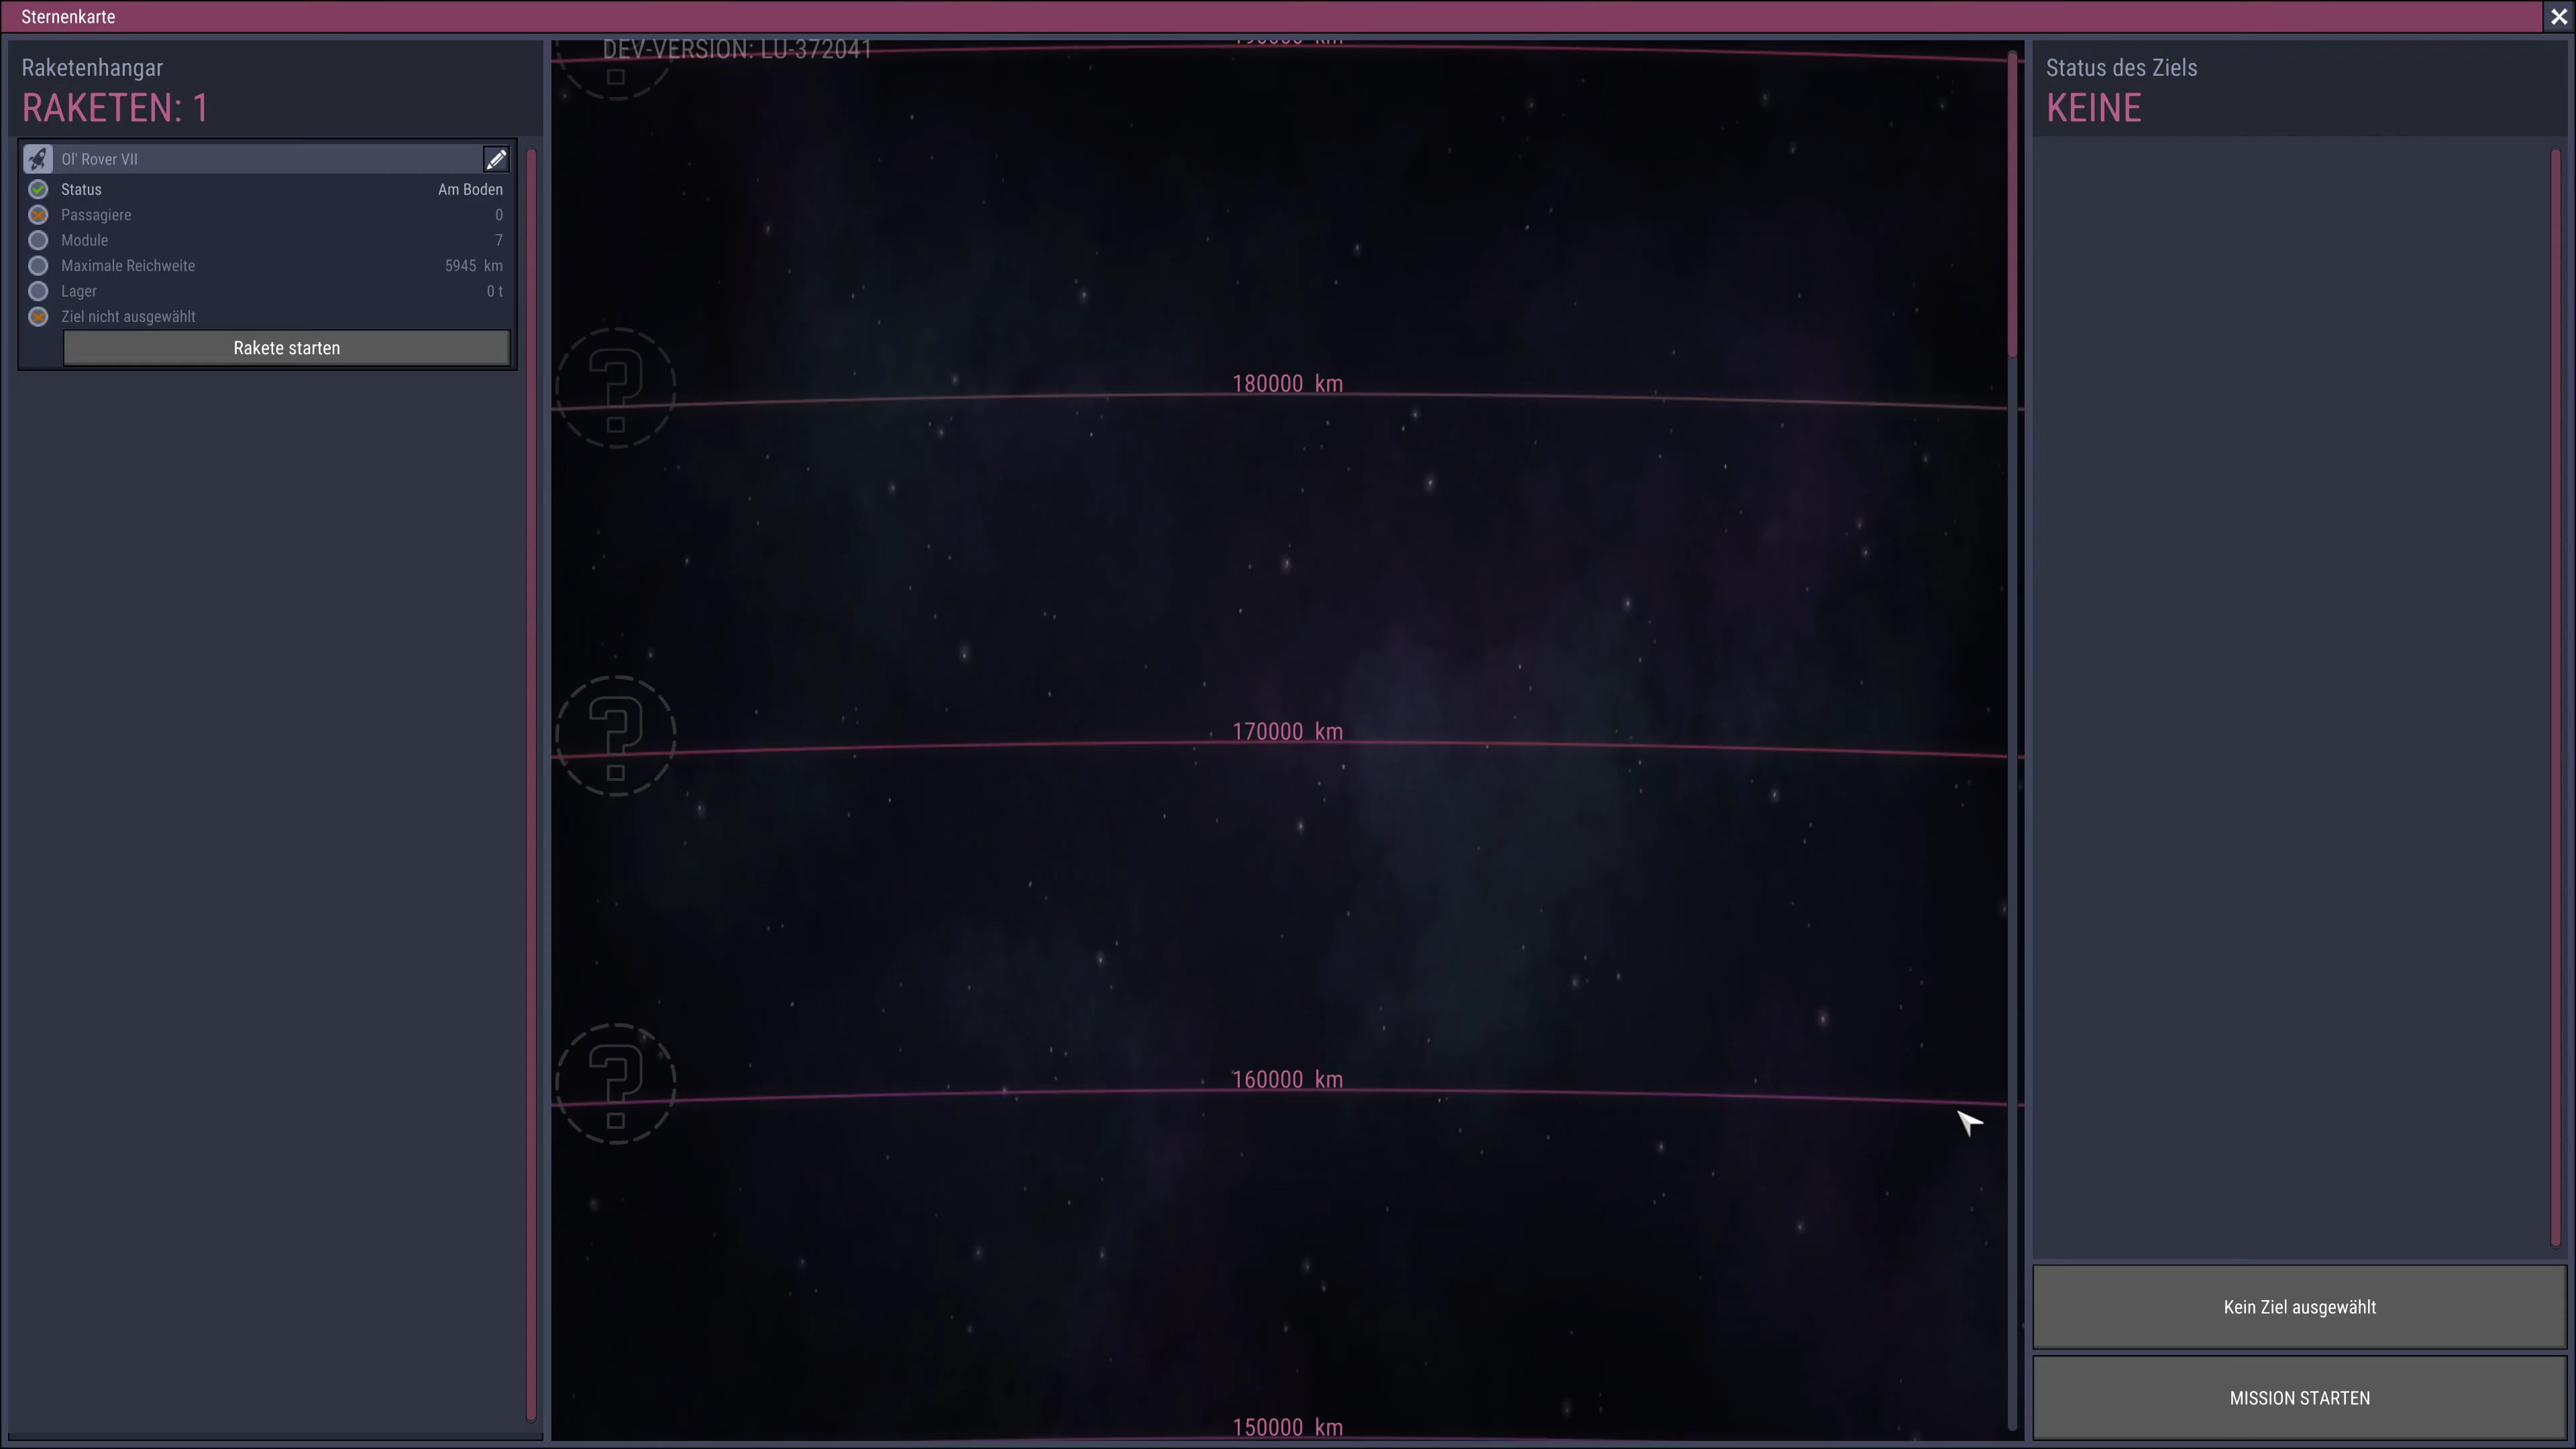 Sternenkarte
Raketenhangar
RAKETEN: 1
Ol' Rover VII
Status Am Boden
Passagiere 0
Module 7
Maximale Reichweite 5945 km
Lager 0 t
Ziel nicht ausgewählt
Rakete starten
DEV-VERSION: LU-372041
190000 km
180000 km
170000 km
160000 km
150000 km
Status des Ziels
KEINE
Kein Ziel ausgewählt
MISSION STARTEN